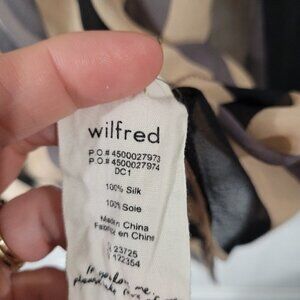 wilfred
P.O.# 4500027973
P.O.# 4500027974
DC1
100% Silk
100% Soie
Made in China
Fabriqué en Chine
23725
122354